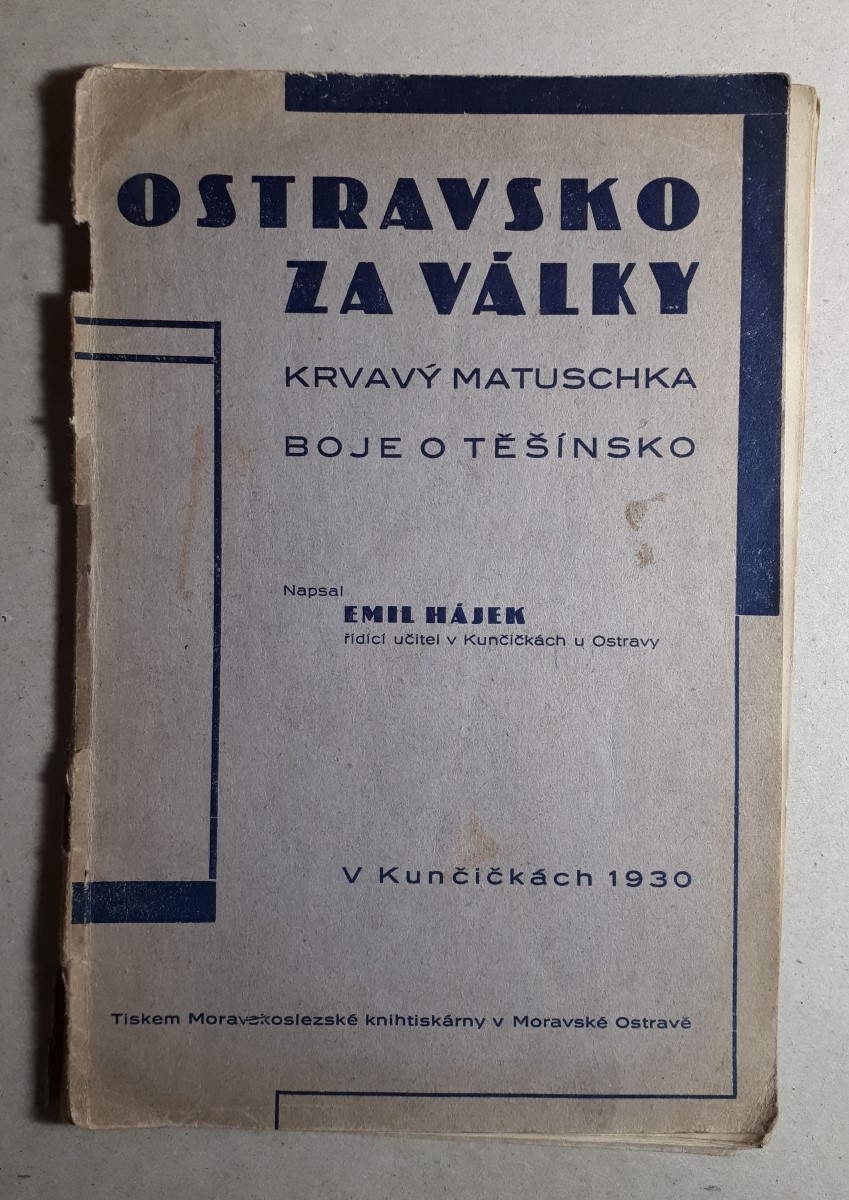 OSTRAVSKO
ZA VÁLKY
KRVAVÝ MATUSCHKA
BOJE O TĚŠÍNSKO
Napsal
EMIL HÁJEK
řídící učitel v Kunčičkách u Ostravy
V Kunčičkách 1930
Tiskem Moravskoslezské knihtiskárny v Moravské Ostravě